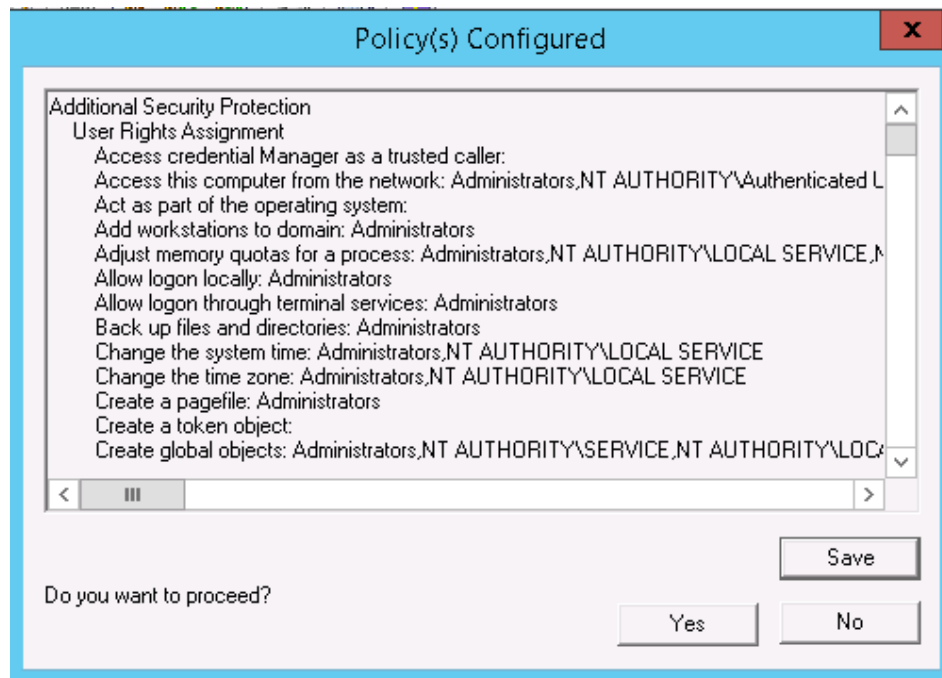 Policy(s) Configured
x
Additional Security Protection
User Rights Assignment
Access credential Manager as a trusted caller:
Access this computer from the network: Administrators,NT AUTHORITY\Authenticated U
Act as part of the operating system:
Add workstations to domain: Administrators
Adjust memory quotas for a process: Administrators,NT AUTHORITY\LOCAL SERVICE,N
Allow logon locally: Administrators
Allow logon through terminal services: Administrators
Back up files and directories: Administrators
Change the system time: Administrators,NT AUTHORITY\LOCAL SERVICE
Change the time zone: Administrators,NT AUTHORITY\LOCAL SERVICE
Create a pagefile: Administrators
Create a token object:
Create global objects: Administrators,NT AUTHORITY\SERVICE,NT AUTHORITY\LOCA
Save
Do you want to proceed?
Yes
No